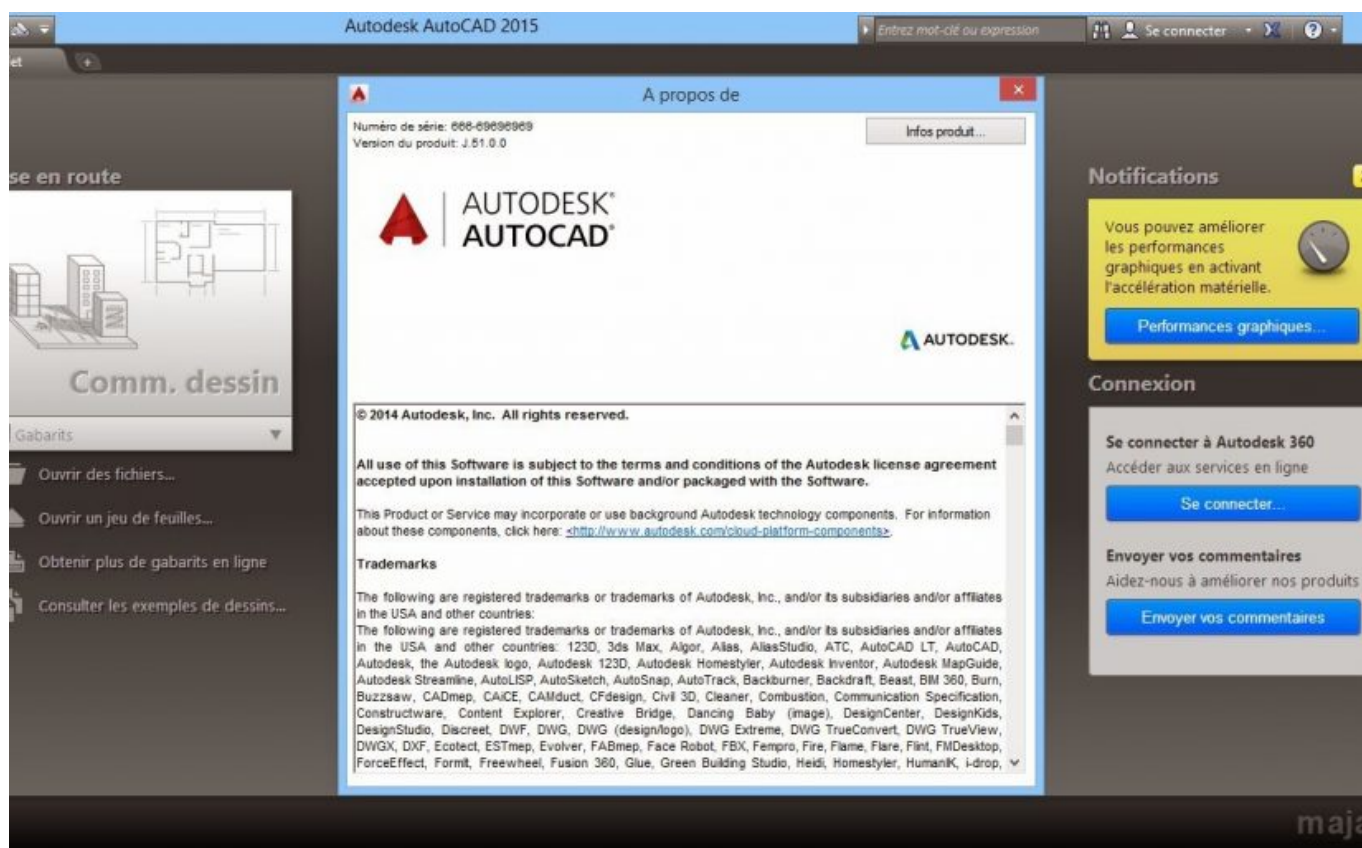 Autodesk AutoCAD 2015
Entrez mot-clé ou expression
Se connecter
et
A propos de
Numéro de série: 666-69696969
Version du produit: J.51.0.0
Infos produit...
AUTODESK®
AUTOCAD®
AUTODESK.
© 2014 Autodesk, Inc. All rights reserved.
All use of this Software is subject to the terms and conditions of the Autodesk license agreement
accepted upon installation of this Software and/or packaged with the Software.
This Product or Service may incorporate or use background Autodesk technology components. For information
about these components, click here: <http://www.autodesk.com/cloud-platform-components>.
Trademarks
The following are registered trademarks or trademarks of Autodesk, Inc., and/or its subsidiaries and/or affiliates
in the USA and other countries:
The following are registered trademarks or trademarks of Autodesk, Inc., and/or its subsidiaries and/or affiliates
in the USA and other countries: 123D, 3ds Max, Algor, Alias, AliasStudio, ATC, AutoCAD LT, AutoCAD,
Autodesk, the Autodesk logo, Autodesk 123D, Autodesk Homestyler, Autodesk Inventor, Autodesk MapGuide,
Autodesk Streamline, AutoLISP, AutoSketch, AutoSnap, AutoTrack, Backburner, Backdraft, Beast, BIM 360, Burn,
Buzzsaw, CADmep, CAiCE, CAMduct, CFdesign, Civil 3D, Cleaner, Combustion, Communication Specification,
Constructware, Content Explorer, Creative Bridge, Dancing Baby (image), DesignCenter, DesignKids,
DesignStudio, Discreet, DWF, DWG, DWG (design/logo), DWG Extreme, DWG TrueConvert, DWG TrueView,
DWGX, DXF, Ecotect, ESTmep, Evolver, FABmep, Face Robot, FBX, Fempro, Fire, Flame, Flare, Flint, FMDesktop,
ForceEffect, FormIt, Freewheel, Fusion 360, Glue, Green Building Studio, Heidi, Homestyler, HumanIK, i-drop,
se en route
Comm. dessin
Gabarits
Ouvrir des fichiers...
Ouvrir un jeu de feuilles...
Obtenir plus de gabarits en ligne
Consulter les exemples de dessins...
Notifications
Vous pouvez améliorer
les performances
graphiques en activant
l'accélération matérielle.
Performances graphiques...
Connexion
Se connecter à Autodesk 360
Accéder aux services en ligne
Se connecter...
Envoyer vos commentaires
Aidez-nous à améliorer nos produits
Envoyer vos commentaires
maja